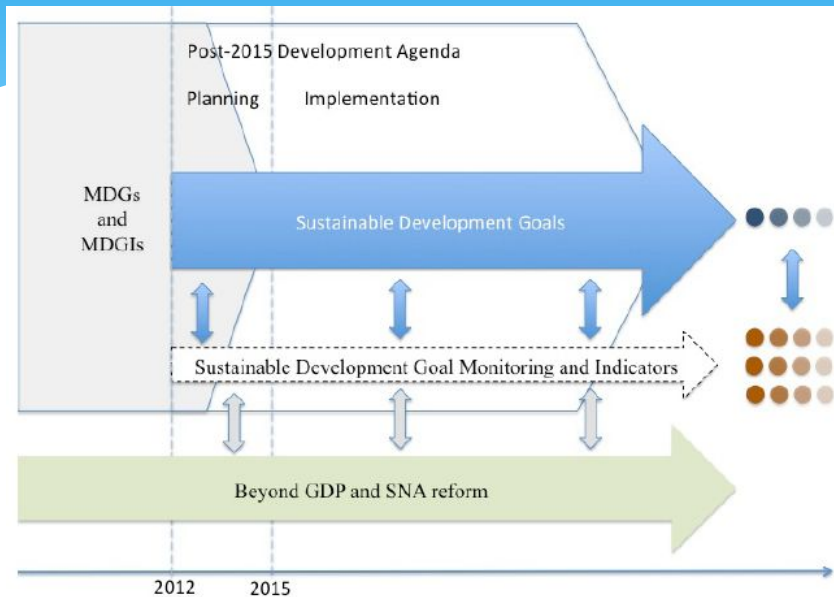 Post-2015 Development Agenda
Planning Implementation
MDGs
and
MDGIs
Sustainable Development Goals
Sustainable Development Goal Monitoring and Indicators
Beyond GDP and SNA reform
2012 2015